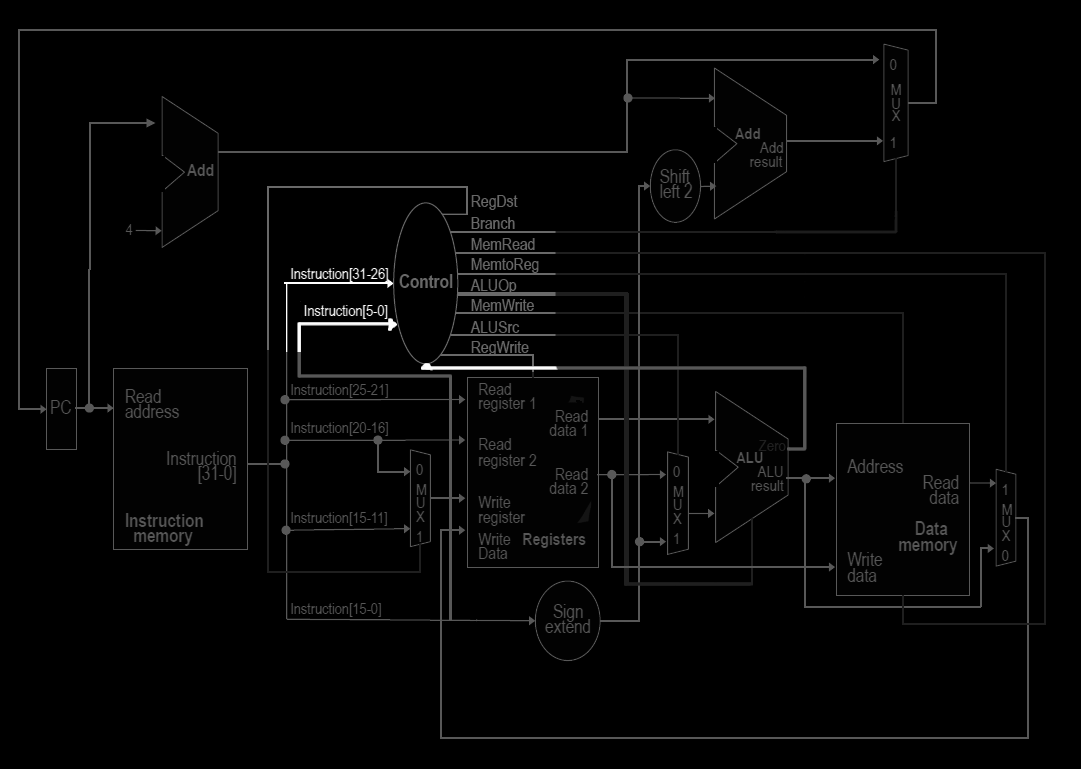 0
M
U
X
1
Add
Add
Add
result
Shift
left 2
4
RegDst
Branch
MemRead
MemtoReg
ALUOp
MemWrite
ALUSrc
RegWrite
Control
Instruction[31-26]
Instruction[5-0]
PC
Read
address
Instruction
[31-0]
Instruction
memory
Instruction[25-21]
Instruction[20-16]
Instruction[15-11]
Instruction[15-0]
0
M
U
X
1
Read
register 1
Read
register 2
Write
register
Write
Data
Read
data 1
Read
data 2
Registers
0
M
U
X
1
Zero
ALU
ALU
result
Address
Read
data
Data
memory
Write
data
1
M
U
X
0
Sign
extend